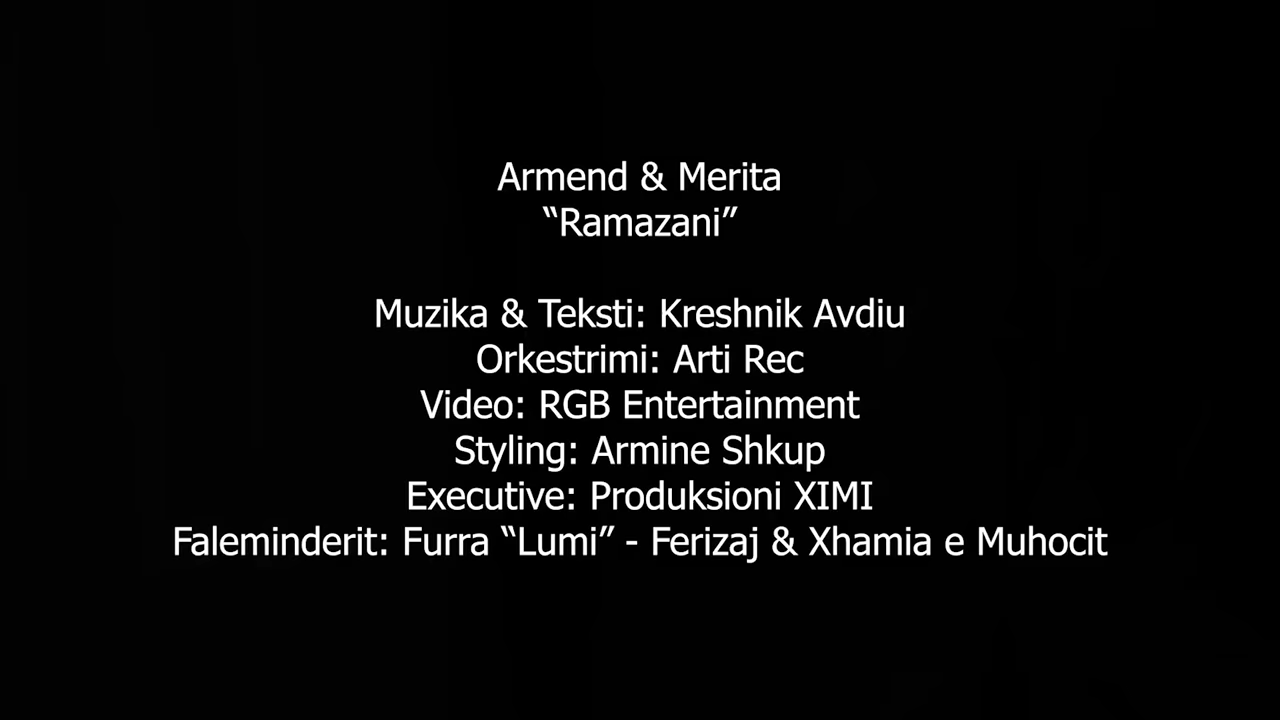 Armend & Merita
“Ramazani”
Muzika & Teksti: Kreshnik Avdiu
Orkestrimi: Arti Rec
Video: RGB Entertainment
Styling: Armine Shkup
Executive: Produksioni XIMI
Faleminderit: Furra “Lumi” - Ferizaj & Xhamia e Muhocit